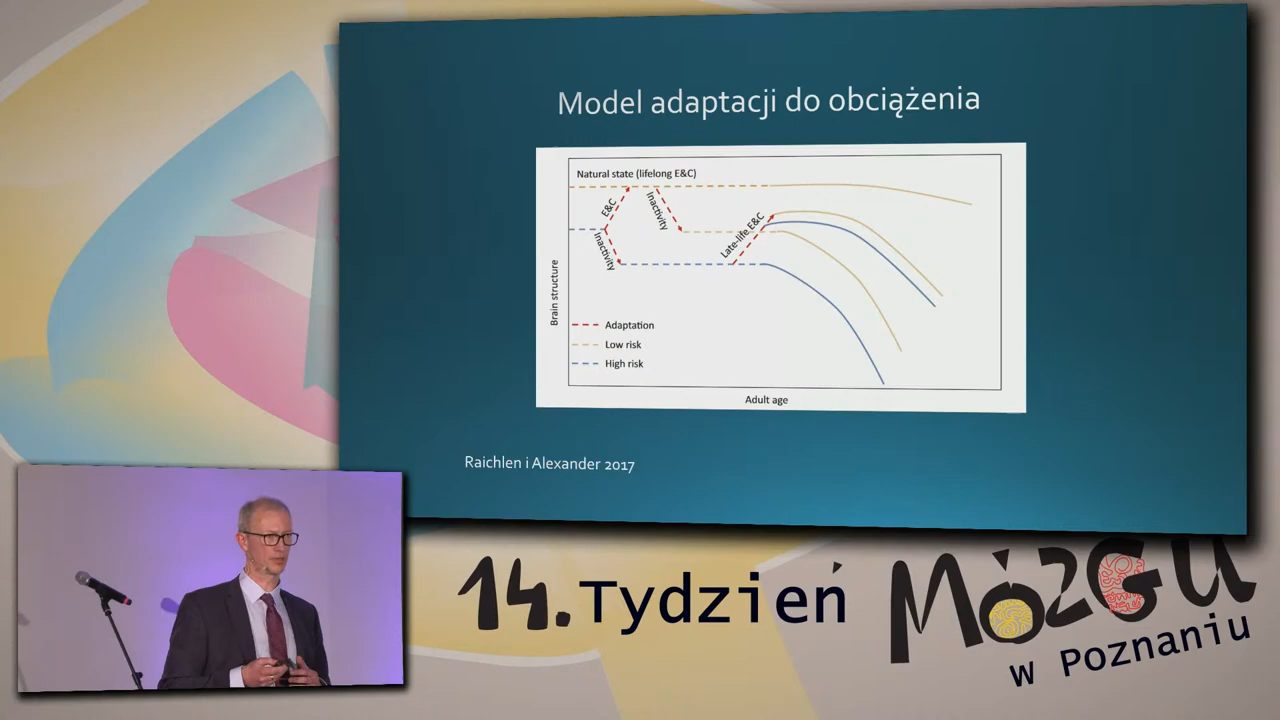 Model adaptacji do obciążenia
Natural state (lifelong E&C)
E&C
Inactivity
Inactivity
Late-life E&C
Brain structure
Adaptation
Low risk
High risk
Adult age
Raichlen i Alexander 2017
14. Tydzień MÓZGU
w Poznaniu